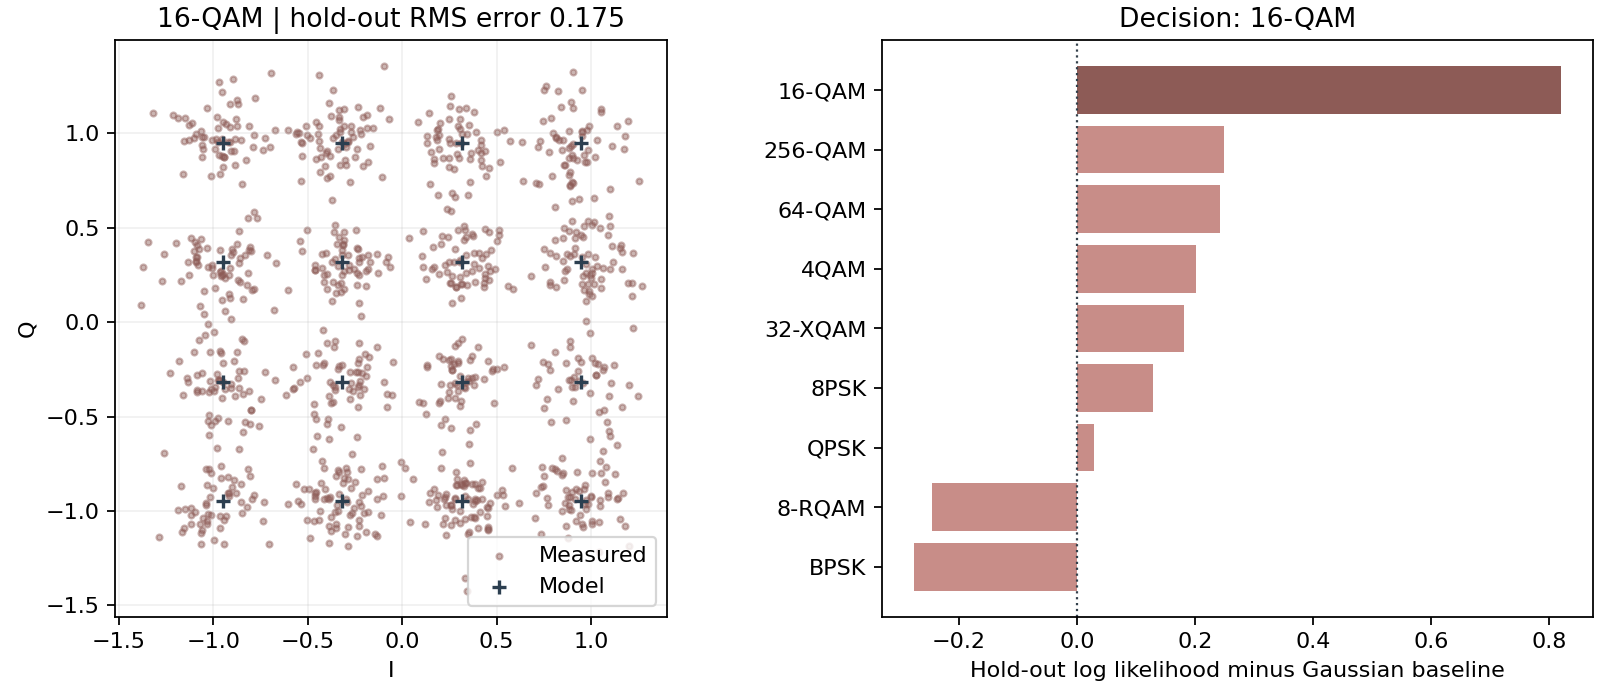 16-QAM | hold-out RMS error 0.175
1.0
0.5
0.0
−0.5
−1.0
−1.5
Q
−1.5
−1.0
−0.5
0.0
0.5
1.0
I
Measured
Model
Decision: 16-QAM
16-QAM
256-QAM
64-QAM
4QAM
32-XQAM
8PSK
QPSK
8-RQAM
BPSK
−0.2
0.0
0.2
0.4
0.6
0.8
Hold-out log likelihood minus Gaussian baseline